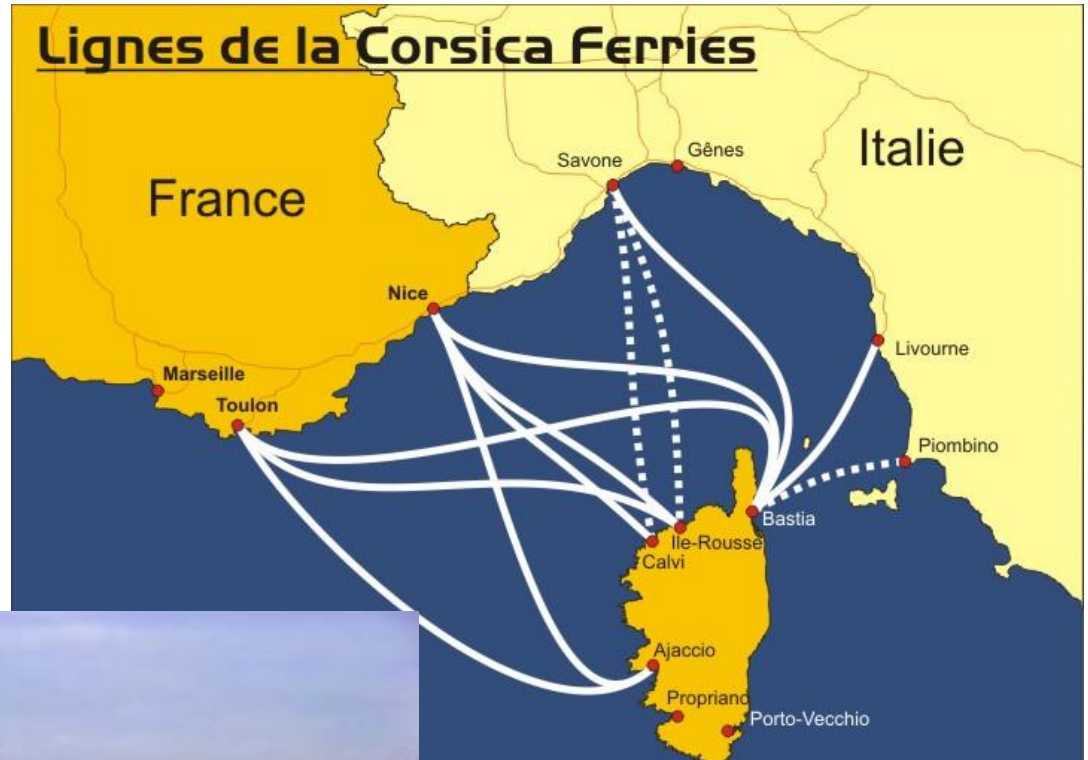 Lignes de la Corsica Ferries
Italie
Gênes
Savone
France
Nice
Livourne
Marseille
Toulon
Piombino
Bastia
Ile-Rousse
Calvi
Ajaccio
Propriano
Porto-Vecchio